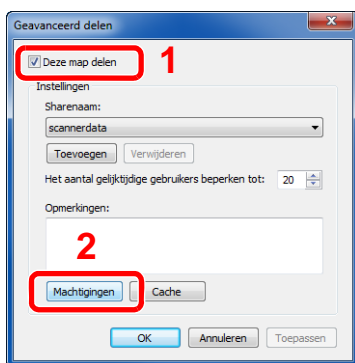 Geavanceerd delen
Deze map delen 1
Instellingen
Sharenaam:
scannerdata
Toevoegen Verwijderen
Het aantal gelijktijdige gebruikers beperken tot: 20
Opmerkingen:
2
Machtigingen Cache
OK Annuleren Toepassen